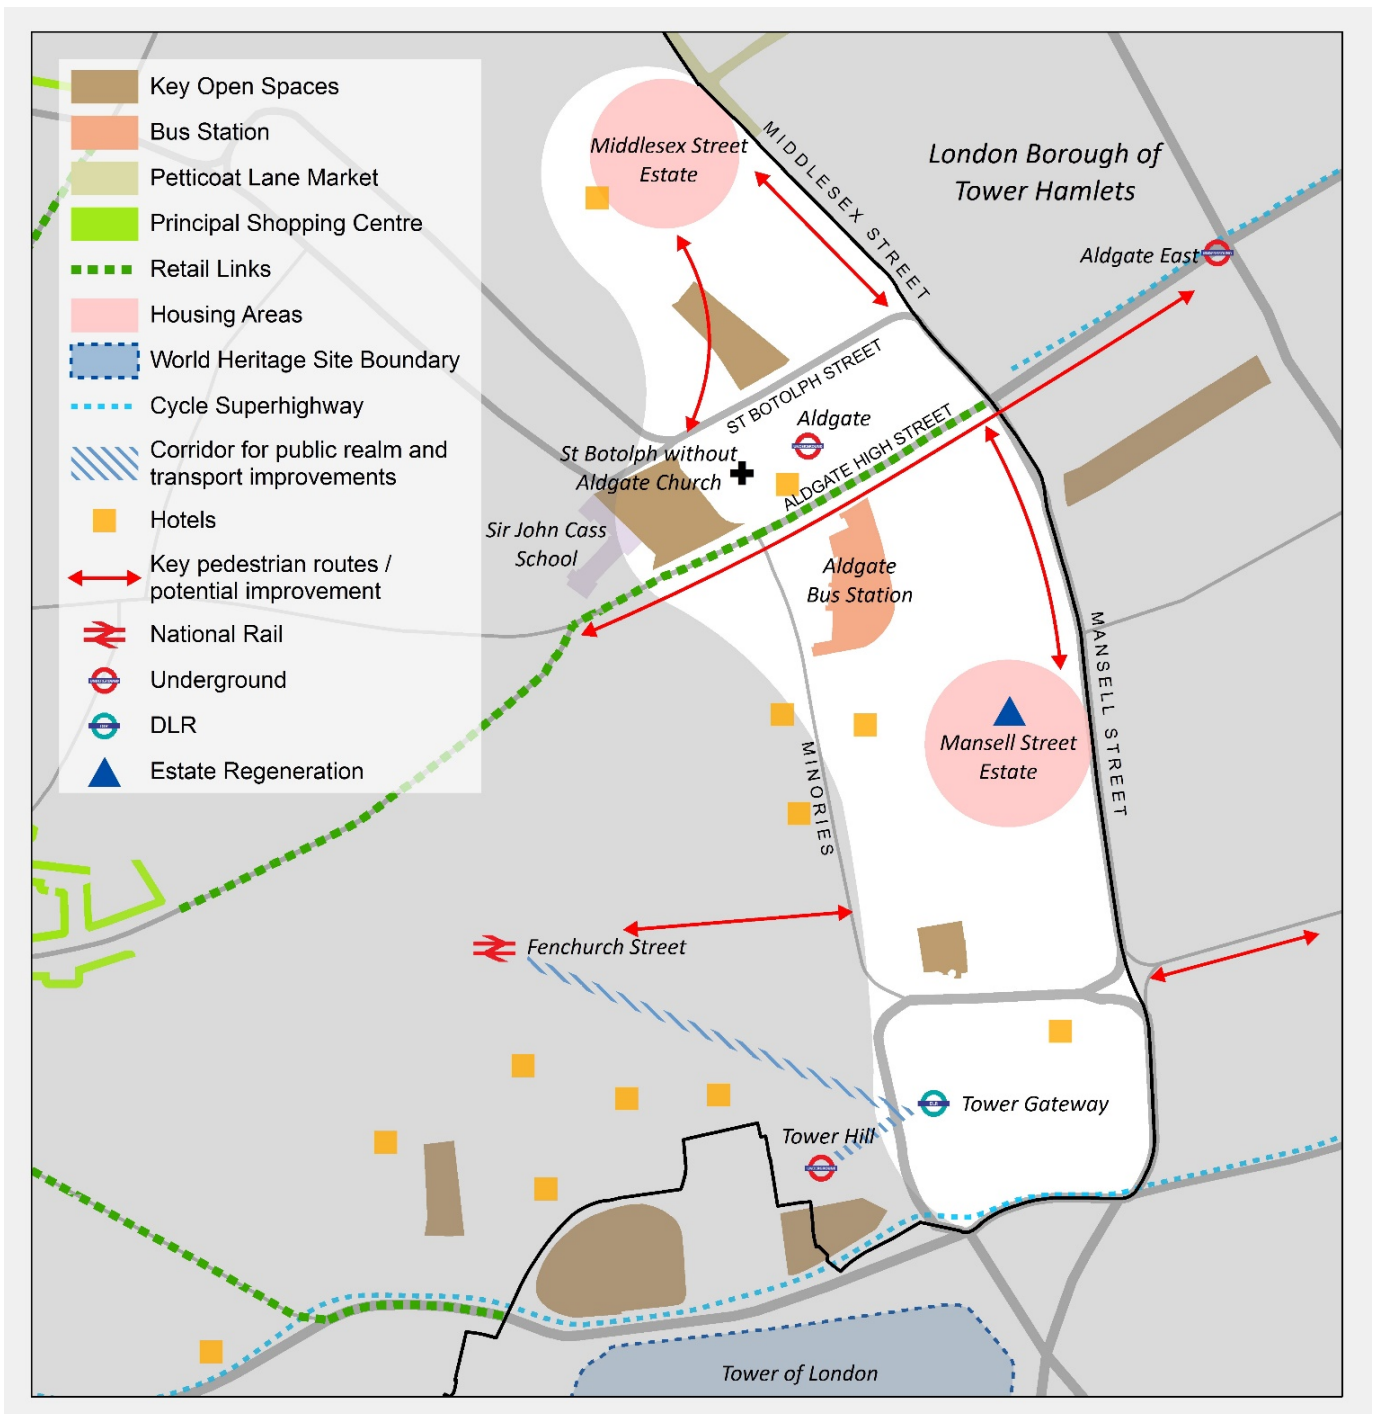 Key Open Spaces
Bus Station
Petticoat Lane Market
Principal Shopping Centre
Retail Links
Housing Areas
World Heritage Site Boundary
Cycle Superhighway
Corridor for public realm and
transport improvements
Hotels
Key pedestrian routes /
potential improvement
National Rail
Underground
DLR
Estate Regeneration
Middlesex Street
Estate
MIDDLESEX STREET
London Borough of
Tower Hamlets
Aldgate East
ST BOTOLPH STREET
Aldgate
ALDGATE HIGH STREET
St Botolph without
Aldgate Church
Sir John Cass
School
Aldgate
Bus Station
MANSELL STREET
Mansell Street
Estate
MINORIES
Fenchurch Street
Tower Gateway
Tower Hill
Tower of London